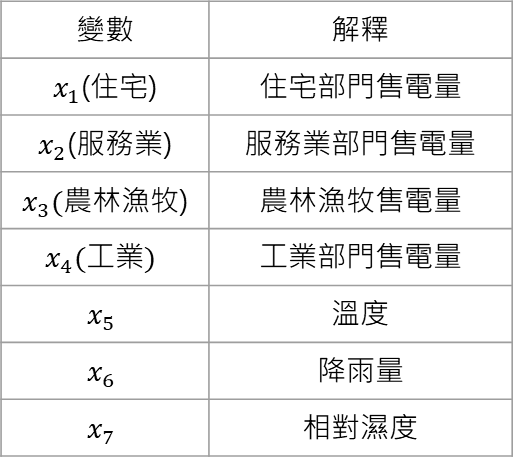 變數 解釋
x₁(住宅) 住宅部門售電量
x₂(服務業) 服務業部門售電量
x₃(農林漁牧) 農林漁牧售電量
x₄(工業) 工業部門售電量
x₅ 溫度
x₆ 降雨量
x₇ 相對濕度